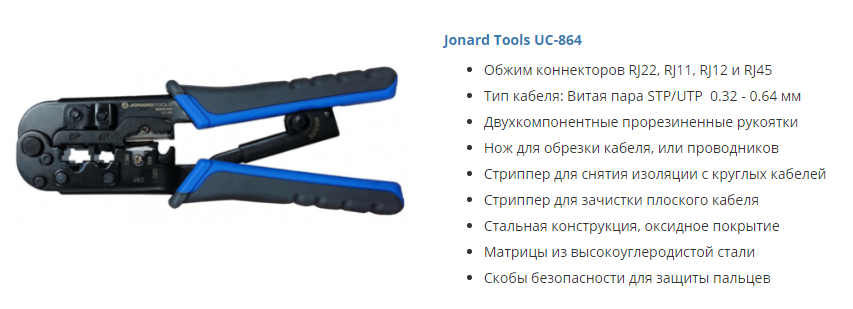 Jonard Tools UC-864
Обжим коннекторов RJ22, RJ11, RJ12 и RJ45
Тип кабеля: Витая пара STP/UTP 0.32 - 0.64 мм
Двухкомпонентные прорезиненные рукоятки
Нож для обрезки кабеля, или проводников
Стриппер для снятия изоляции с круглых кабелей
Стриппер для зачистки плоского кабеля
Стальная конструкция, оксидное покрытие
Матрицы из высокоуглеродистой стали
Скобы безопасности для защиты пальцев
JONARD TOOLS